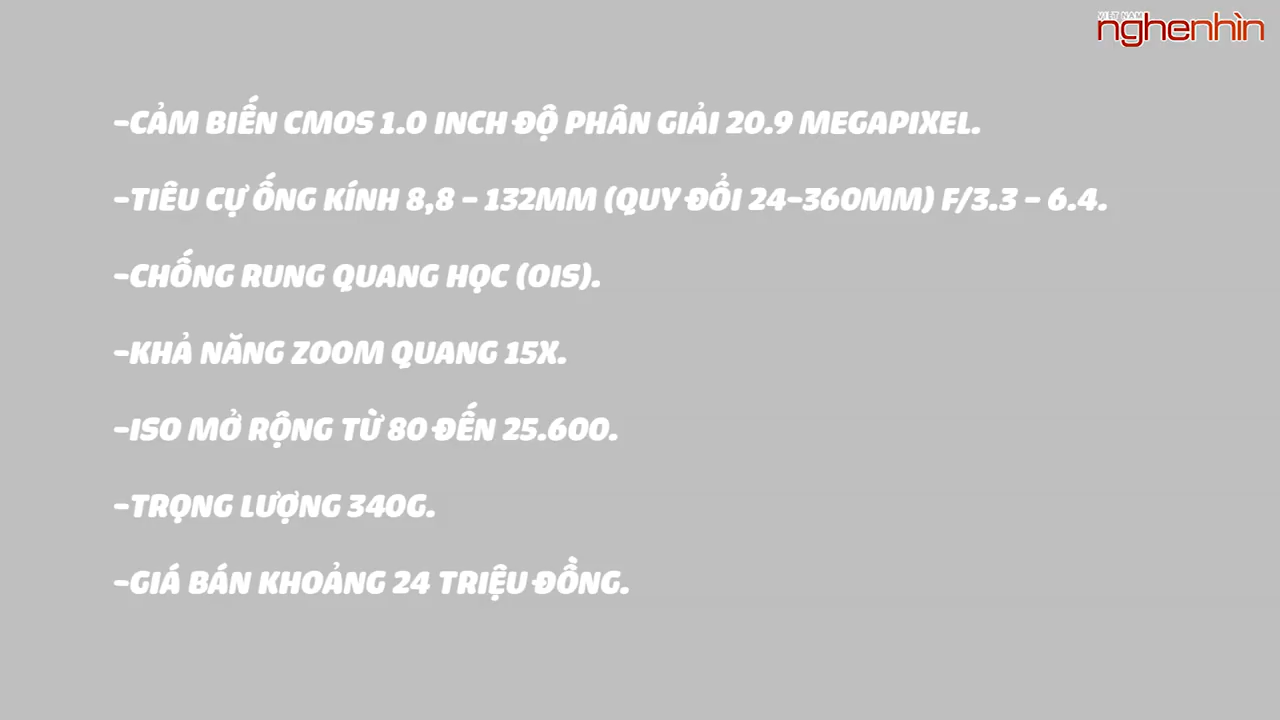 VIỆT NAM
nghenhìn
-CẢM BIẾN CMOS 1.0 INCH ĐỘ PHÂN GIẢI 20.9 MEGAPIXEL.
-TIÊU CỰ ỐNG KÍNH 8,8 - 132MM (QUY ĐỔI 24-360MM) F/3.3 - 6.4.
-CHỐNG RUNG QUANG HỌC (OIS).
-KHẢ NĂNG ZOOM QUANG 15X.
-ISO MỞ RỘNG TỪ 80 ĐẾN 25.600.
-TRỌNG LƯỢNG 340G.
-GIÁ BÁN KHOẢNG 24 TRIỆU ĐỒNG.